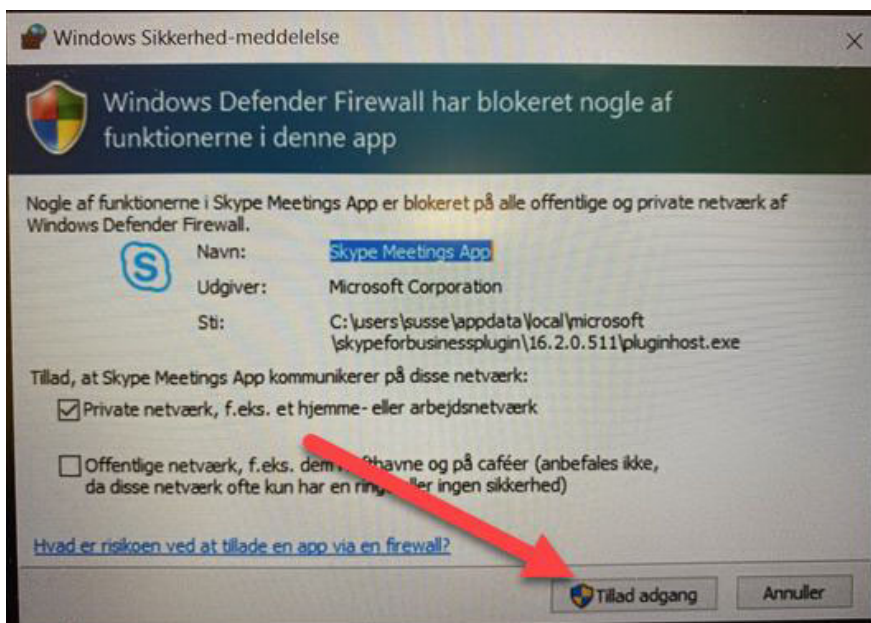 Windows Sikkerhed-meddelelse
Windows Defender Firewall har blokeret nogle af
funktionerne i denne app
Nogle af funktionerne i Skype Meetings App er blokeret på alle offentlige og private netværk af
Windows Defender Firewall.
Navn: Skype Meetings App
Udgiver: Microsoft Corporation
Sti: C:\users\susse\appdata\local\microsoft
\skypeforbusinessplugin\16.2.0.511\pluginhost.exe
Tillad, at Skype Meetings App kommunikerer på disse netværk:
Private netværk, f.eks. et hjemme- eller arbejdsnetværk
Offentlige netværk, f.eks. dem og på caféer (anbefales ikke,
da disse netværk ofte kun har en ingen sikkerhed)
Hvad er risikoen ved at tillade en app via en firewall?
Tillad adgang Annuller